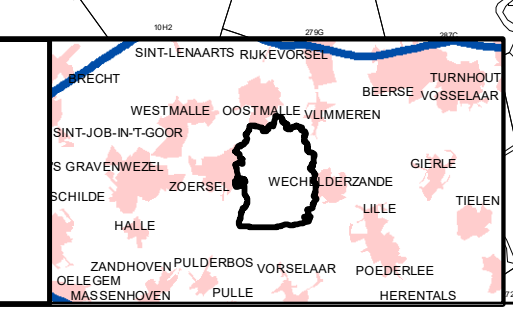 10H2
279G
287C
SINT-LENAARTS
RIJKEVORSEL
BRECHT
TURNHOUT
BEERSE
VOSSELAAR
WESTMALLE
OOSTMALLE
VLIMMEREN
SINT-JOB-IN'T-GOOR
'S GRAVENWEZEL
GIERLE
ZOERSEL
WECHELDERZANDE
SCHILDE
LILLE
TIELEN
HALLE
ZANDHOVEN
PULDERBOS
VORSELAAR
POEDERLEE
OELEGEM
MASSENHOVEN
PULLE
HERENTALS